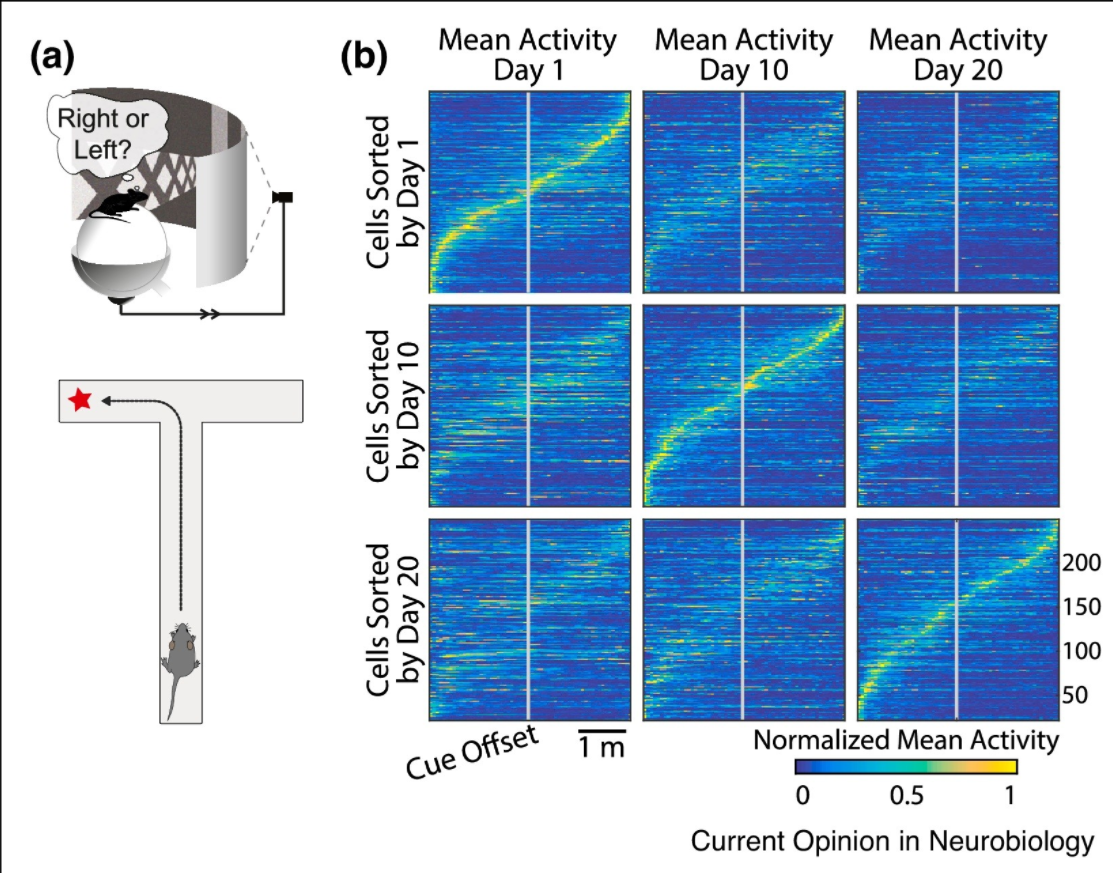 (a)
Right or
Left?
(b)
Mean Activity
Day 1
Mean Activity
Day 10
Mean Activity
Day 20
Cells Sorted
by Day 1
Cells Sorted
by Day 10
Cells Sorted
by Day 20
200
150
100
50
Cue Offset
1 m
Normalized Mean Activity
0
0.5
1
Current Opinion in Neurobiology